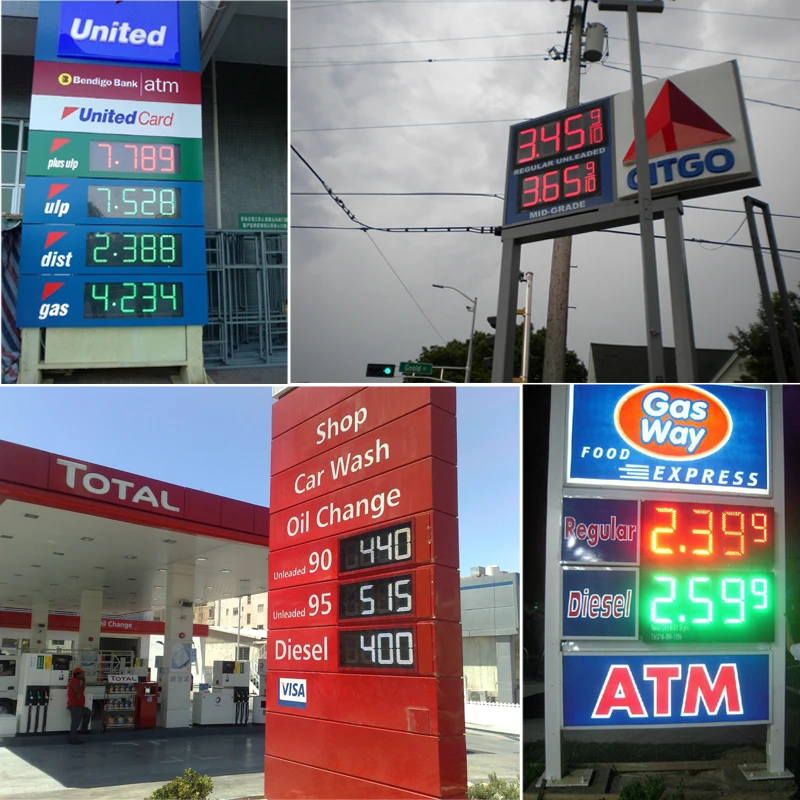 United
Bendigo Bank atm
United Card
plus ulp 7.789
ulp 7.528
dist 2.388
gas 4.234
3.45 9/10
REGULAR UNLEADED
3.65 9/10
MID-GRADE
CITGO
TOTAL
Oil Change
TOTAL
Shop
Car Wash
Oil Change
Unleaded 90 440
Unleaded 95 515
Diesel 400
VISA
Gas
Way
FOOD
EXPRESS
Regular 2.39 9
Diesel 2.59 9
ATM